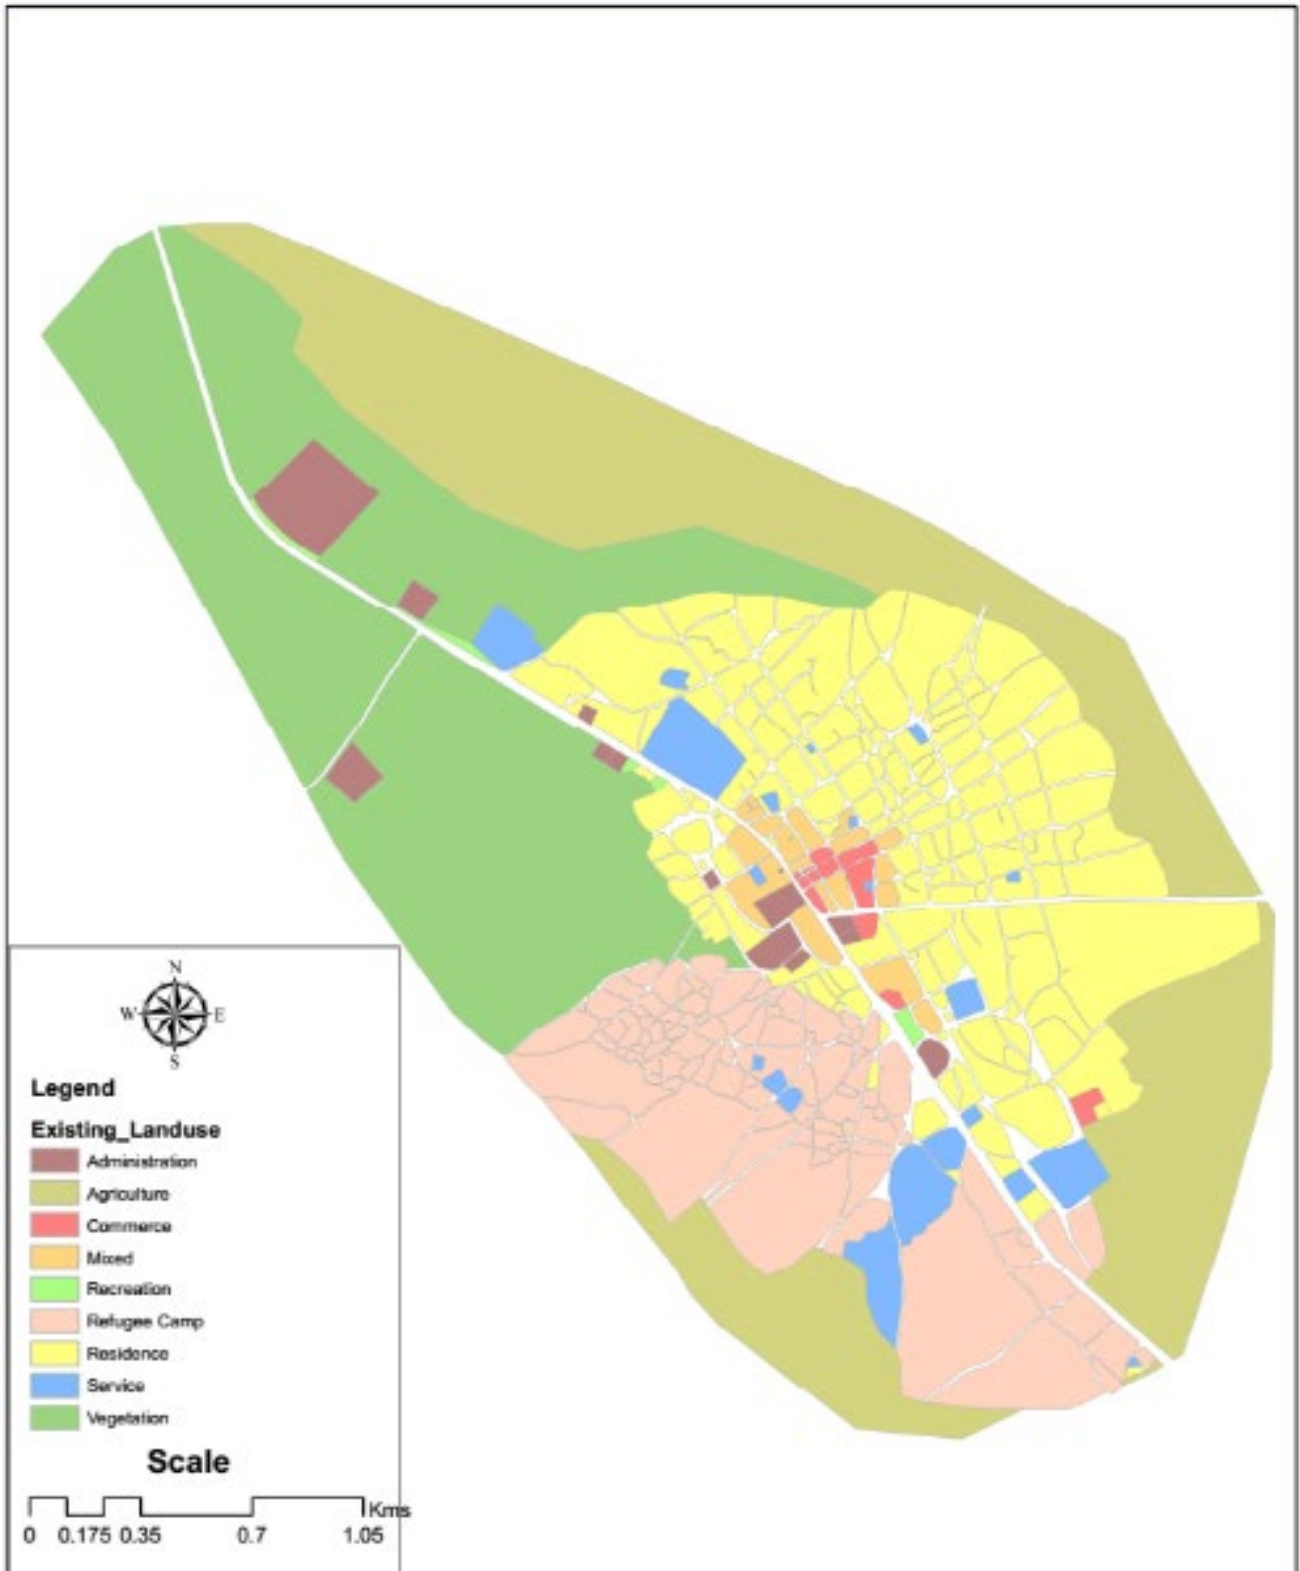 N
W E
S
Legend
Existing_Landuse
Administration
Agriculture
Commerce
Mixed
Recreation
Refugee Camp
Residence
Service
Vegetation
Scale
Kms
0 0.175 0.35 0.7 1.05